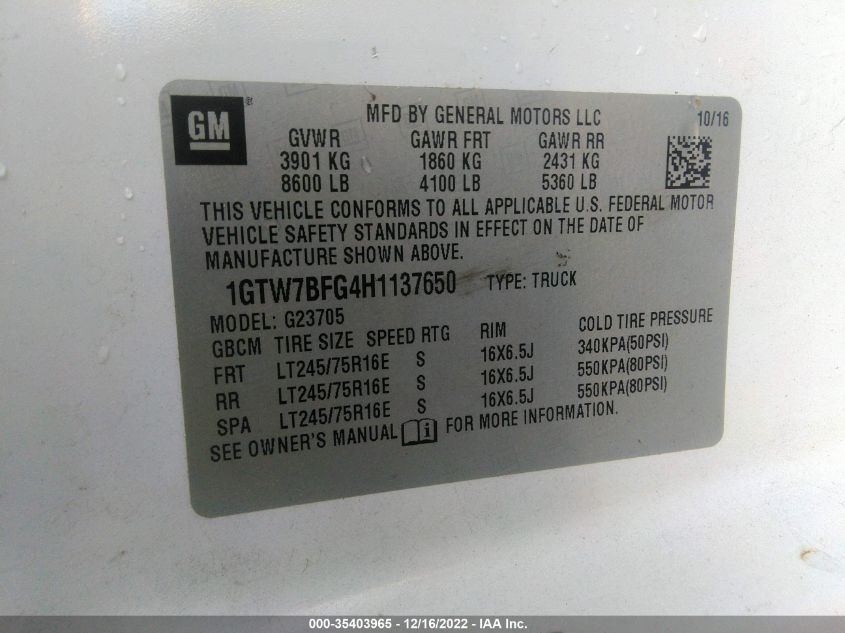 GM ® MFD BY GENERAL MOTORS LLC 10/16
GVWR GAWR FRT GAWR RR
3901 KG 1860 KG 2431 KG
8600 LB 4100 LB 5360 LB
THIS VEHICLE CONFORMS TO ALL APPLICABLE U.S. FEDERAL MOTOR
VEHICLE SAFETY STANDARDS IN EFFECT ON THE DATE OF
MANUFACTURE SHOWN ABOVE.
1GTW7BFG4H1137650 TYPE: TRUCK
MODEL: G23705
GBCM TIRE SIZE SPEED RTG RIM COLD TIRE PRESSURE
FRT LT245/75R16E S 16X6.5J 340KPA(50PSI)
RR LT245/75R16E S 16X6.5J 550KPA(80PSI)
SPA LT245/75R16E S 16X6.5J 550KPA(80PSI)
SEE OWNER'S MANUAL i FOR MORE INFORMATION.
000-35403965 - 12/16/2022 - IAA Inc.